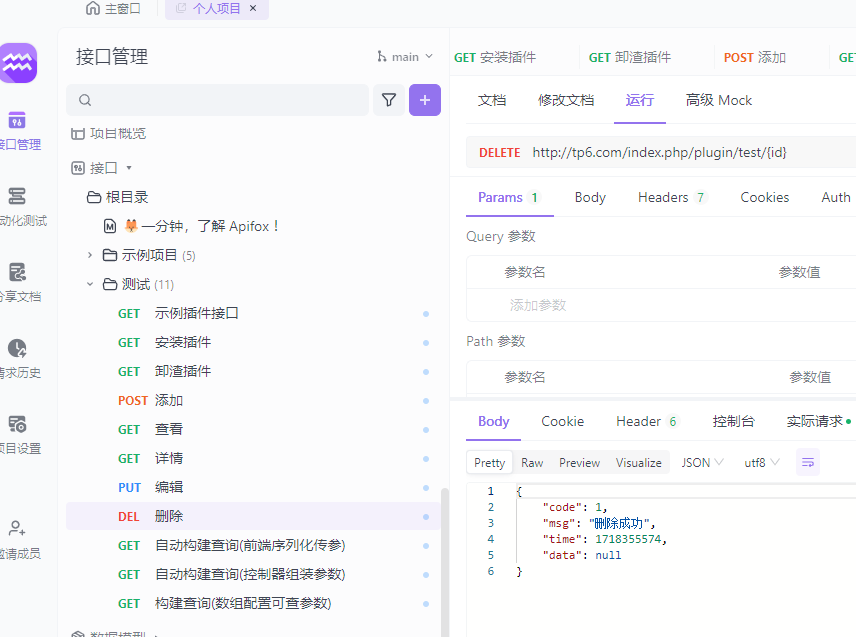 主窗口
个人项目 ×
接口管理
main
项目概览
接口
根目录
一分钟，了解 Apifox！
示例项目 (5)
测试 (11)
GET 示例插件接口
GET 安装插件
GET 卸渣插件
POST 添加
GET 查看
GET 详情
PUT 编辑
DEL 删除
GET 自动构建查询(前端序列化传参)
GET 自动构建查询(控制器组装参数)
GET 构建查询(数组配置可查参数)
数据模型
接口管理
动化测试
分享文档
请求历史
项目设置
邀请成员
GET 安装插件
GET 卸渣插件
POST 添加
GE
文档
修改文档
运行
高级 Mock
DELETE http://tp6.com/index.php/plugin/test/{id}
Params 1
Body
Headers 7
Cookies
Auth
Query 参数
参数名 参数值
添加参数
Path 参数
参数名 参数值
Body
Cookie
Header 6
控制台
实际请求
Pretty Raw Preview Visualize JSON utf8
1 {
2 "code": 1,
3 "msg": "删除成功",
4 "time": 1718355574,
5 "data": null
6 }